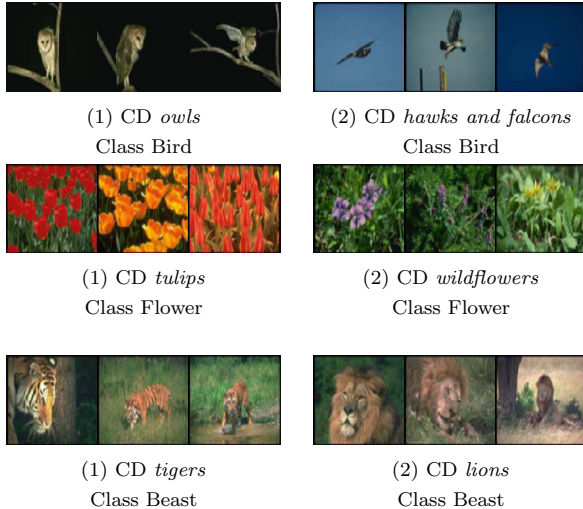 (1) CD owls
Class Bird
(2) CD hawks and falcons
Class Bird
(1) CD tulips
Class Flower
(2) CD wildflowers
Class Flower
(1) CD tigers
Class Beast
(2) CD lions
Class Beast